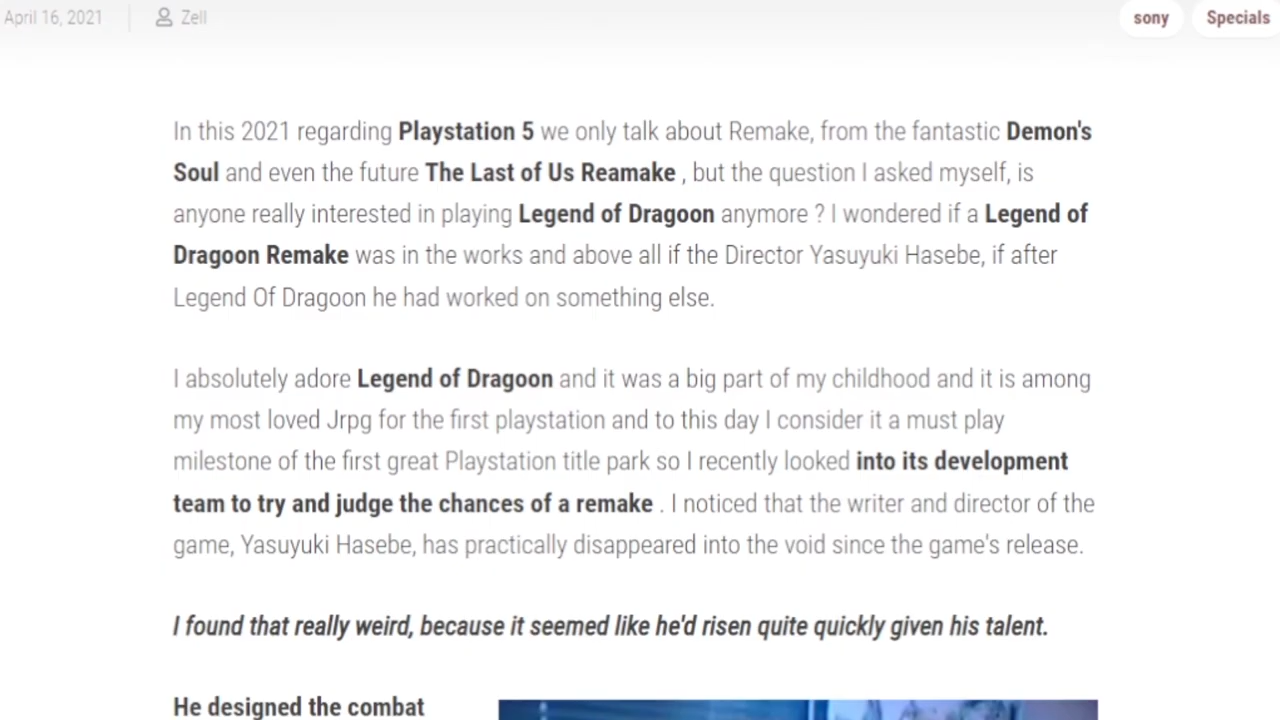 April 16, 2021 Zell sony Specials
In this 2021 regarding Playstation 5 we only talk about Remake, from the fantastic Demon's
Soul and even the future The Last of Us Reamake , but the question I asked myself, is
anyone really interested in playing Legend of Dragoon anymore ? I wondered if a Legend of
Dragoon Remake was in the works and above all if the Director Yasuyuki Hasebe, if after
Legend Of Dragoon he had worked on something else.
I absolutely adore Legend of Dragoon and it was a big part of my childhood and it is among
my most loved Jrpg for the first playstation and to this day I consider it a must play
milestone of the first great Playstation title park so I recently looked into its development
team to try and judge the chances of a remake . I noticed that the writer and director of the
game, Yasuyuki Hasebe, has practically disappeared into the void since the game's release.
I found that really weird, because it seemed like he'd risen quite quickly given his talent.
He designed the combat